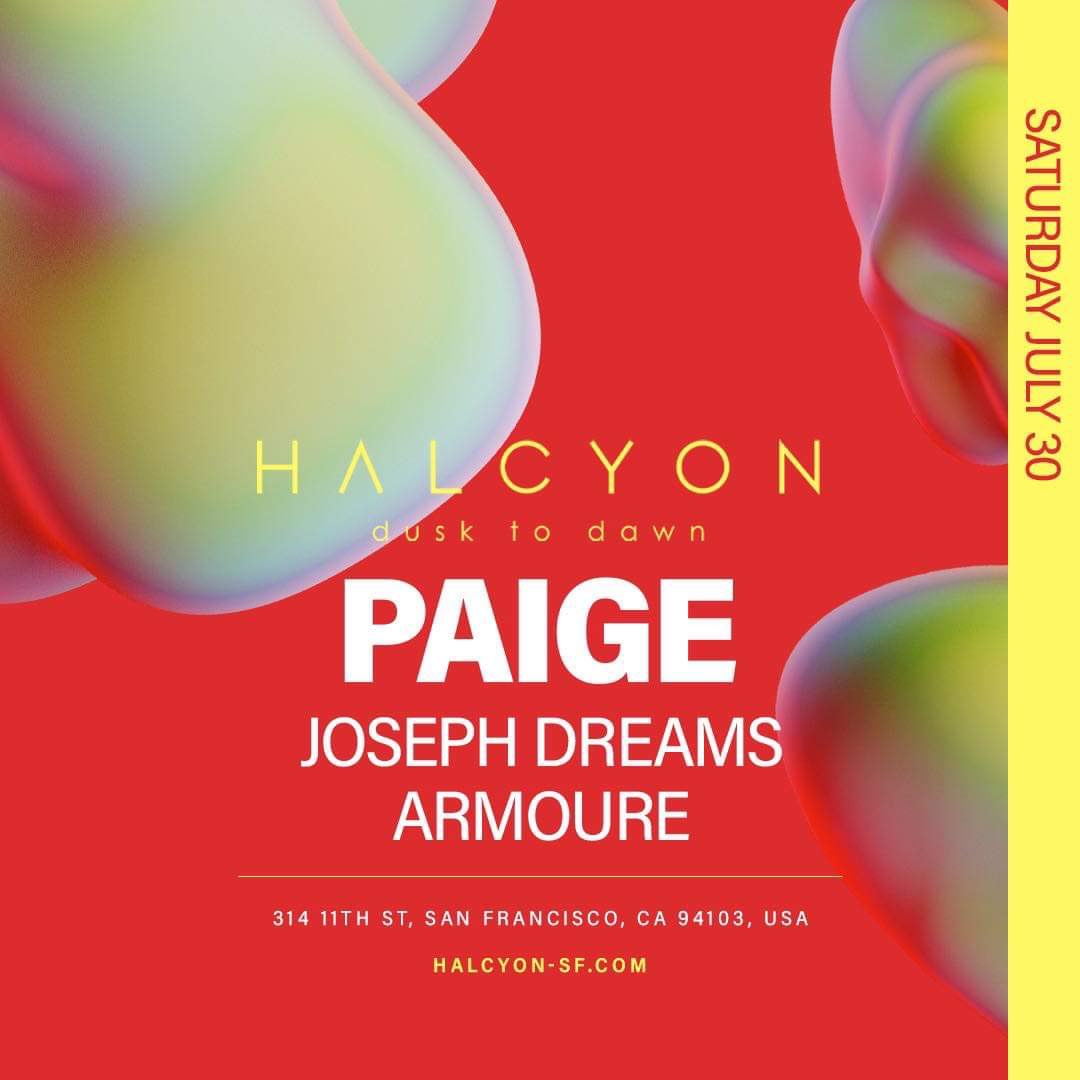 HALCYON
dusk to dawn
PAIGE
JOSEPH DREAMS
ARMOURE
314 11TH ST, SAN FRANCISCO, CA 94103, USA
HALCYON-SF.COM
SATURDAY JULY 30